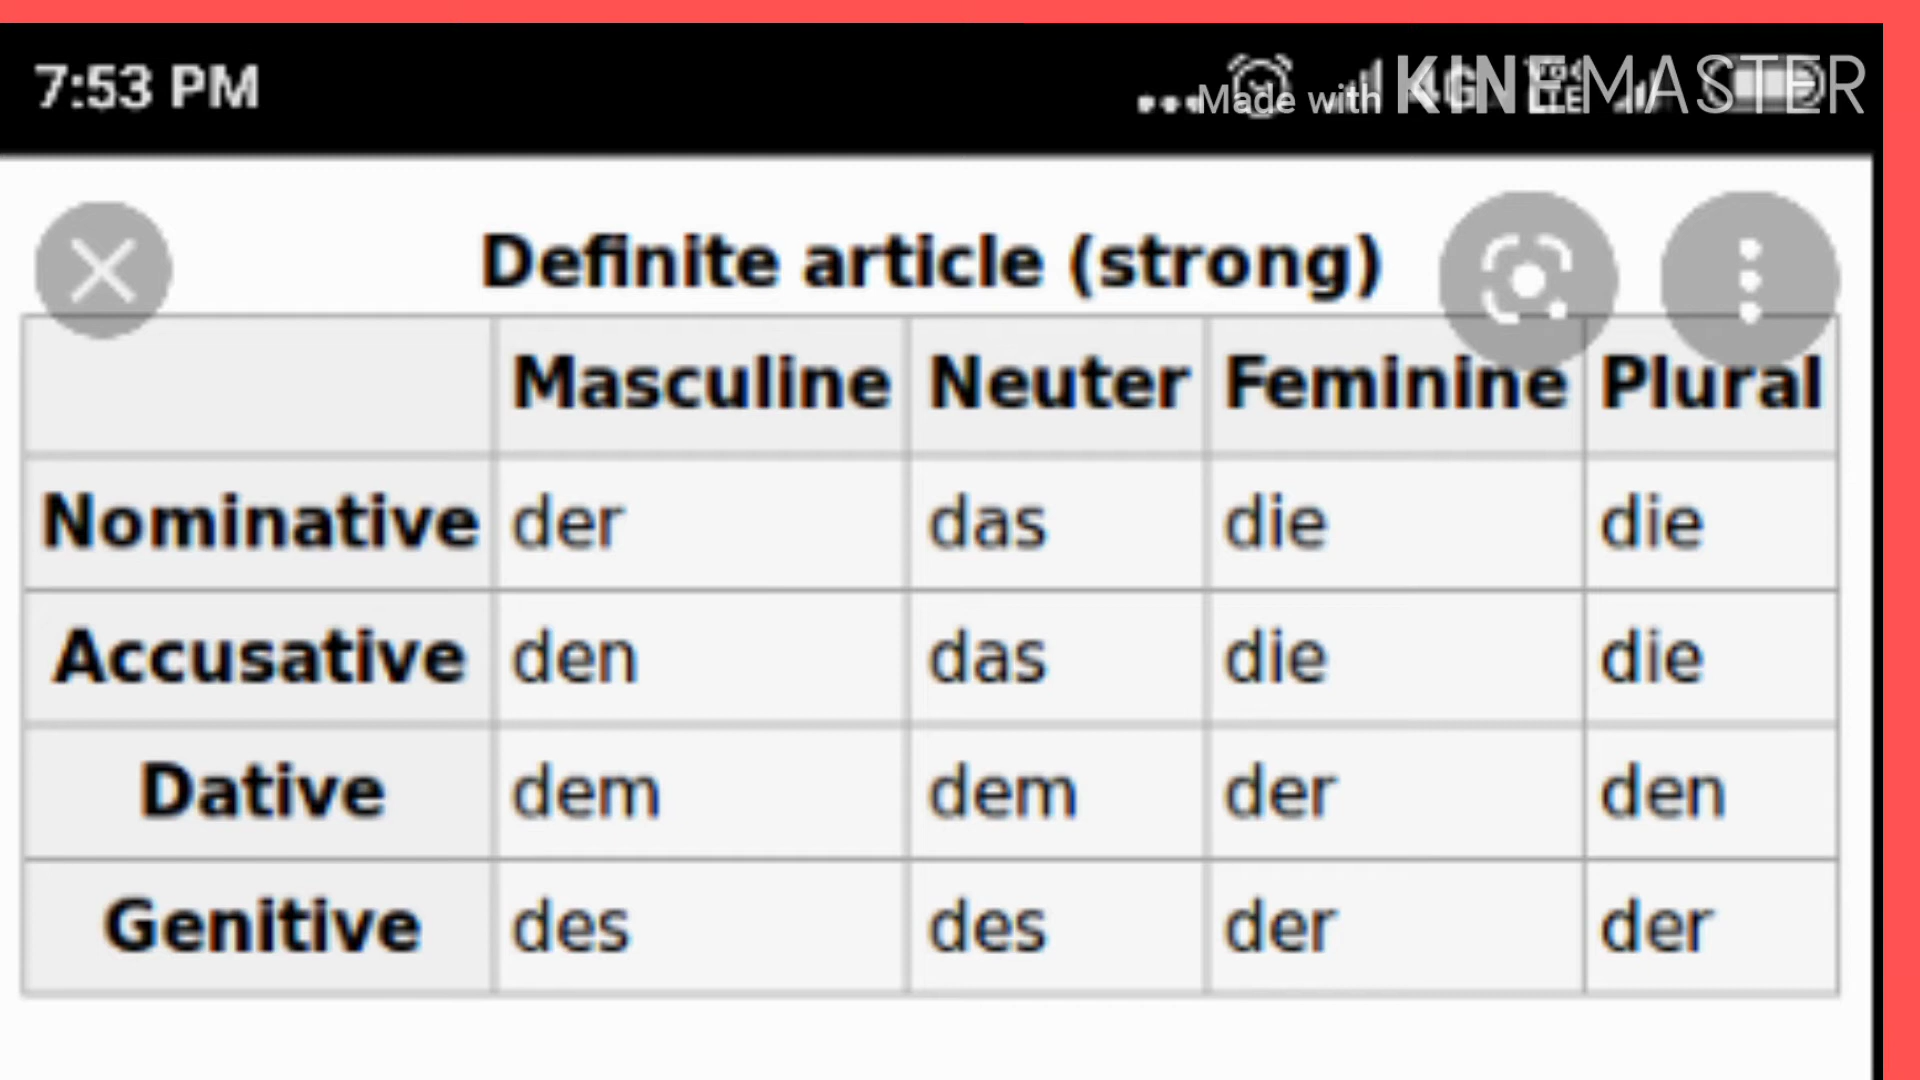 7:53 PM
Made with KINEMASTER
Definite article (strong)
Masculine Neuter Feminine Plural
Nominative der das die die
Accusative den das die die
Dative dem dem der den
Genitive des des der der